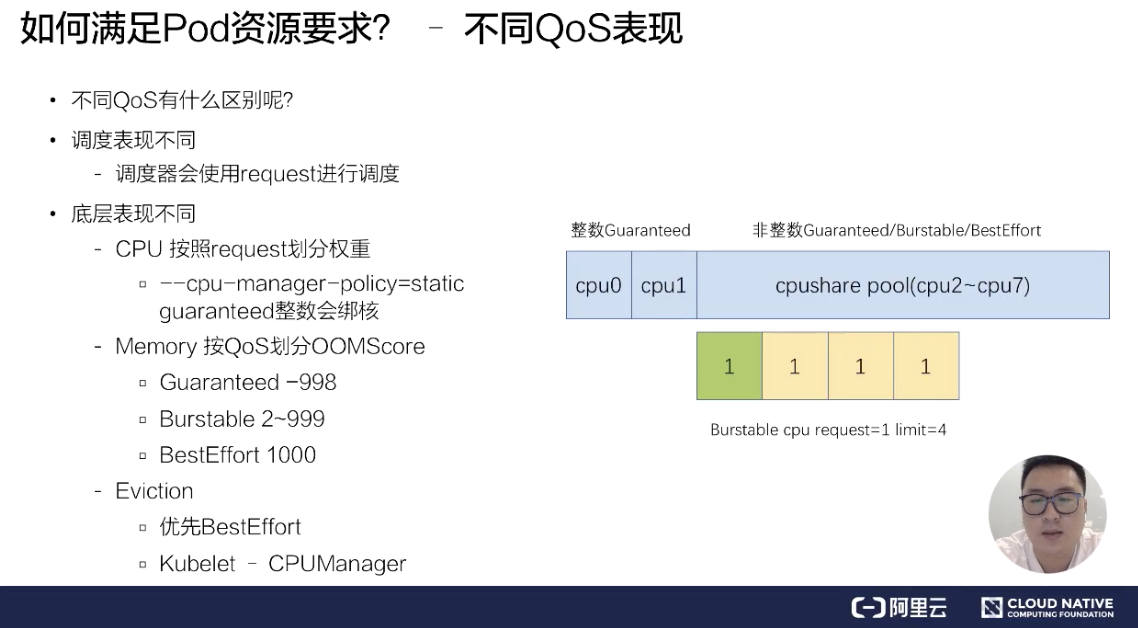 如何满足Pod资源要求? - 不同QoS表现
• 不同QoS有什么区别呢?
• 调度表现不同
- 调度器会使用request进行调度
• 底层表现不同
- CPU 按照request划分权重
▫ --cpu-manager-policy=static
guaranteed整数会绑核
- Memory 按QoS划分OOMScore
▫ Guaranteed -998
▫ Burstable 2~999
▫ BestEffort 1000
- Eviction
▫ 优先BestEffort
▫ Kubelet - CPUManager
整数Guaranteed
非整数Guaranteed/Burstable/BestEffort
cpu0 cpu1 cpushare pool(cpu2~cpu7)
1 1 1 1
Burstable cpu request=1 limit=4
阿里云
CLOUD NATIVE
COMPUTING FOUNDATION